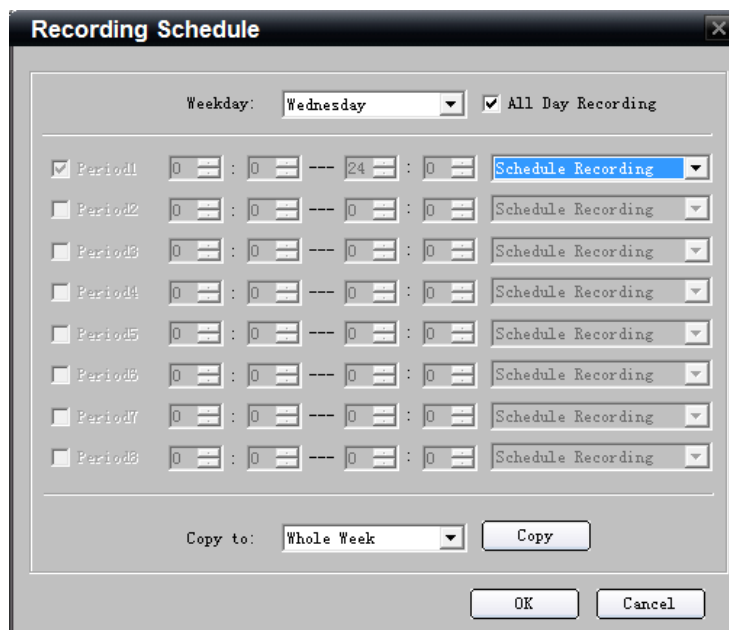 Recording Schedule
Weekday: Wednesday All Day Recording
Period1 0 : 0 --- 24 : 0 Schedule Recording
Period2 0 : 0 --- 0 : 0 Schedule Recording
Period3 0 : 0 --- 0 : 0 Schedule Recording
Period4 0 : 0 --- 0 : 0 Schedule Recording
Period5 0 : 0 --- 0 : 0 Schedule Recording
Period6 0 : 0 --- 0 : 0 Schedule Recording
Period7 0 : 0 --- 0 : 0 Schedule Recording
Period8 0 : 0 --- 0 : 0 Schedule Recording
Copy to: Whole Week Copy
OK Cancel